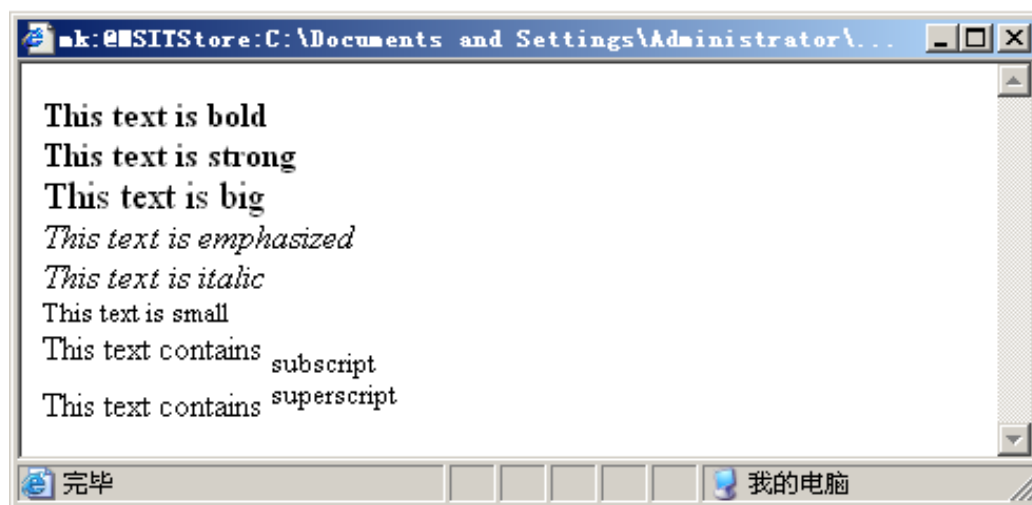 mk:@MSITStore:C:\Documents and Settings\Administrator\...
This text is bold
This text is strong
This text is big
This text is emphasized
This text is italic
This text is small
This text contains subscript
This text contains superscript
完毕
我的电脑